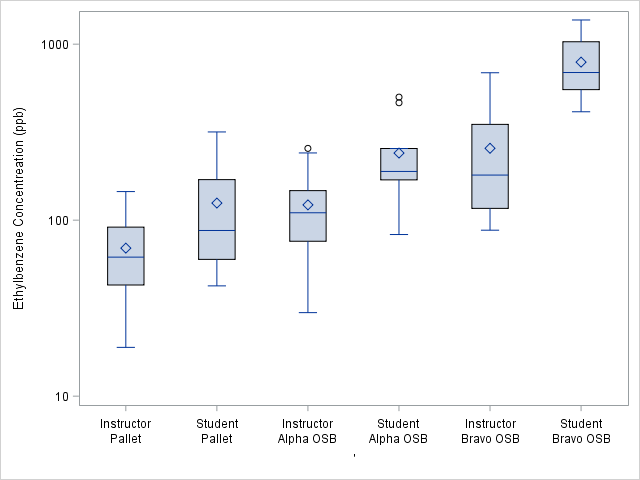 Ethylbenzene Concentreation (ppb)
1000
100
10
Instructor
Pallet
Student
Pallet
Instructor
Alpha OSB
Student
Alpha OSB
Instructor
Bravo OSB
Student
Bravo OSB
,